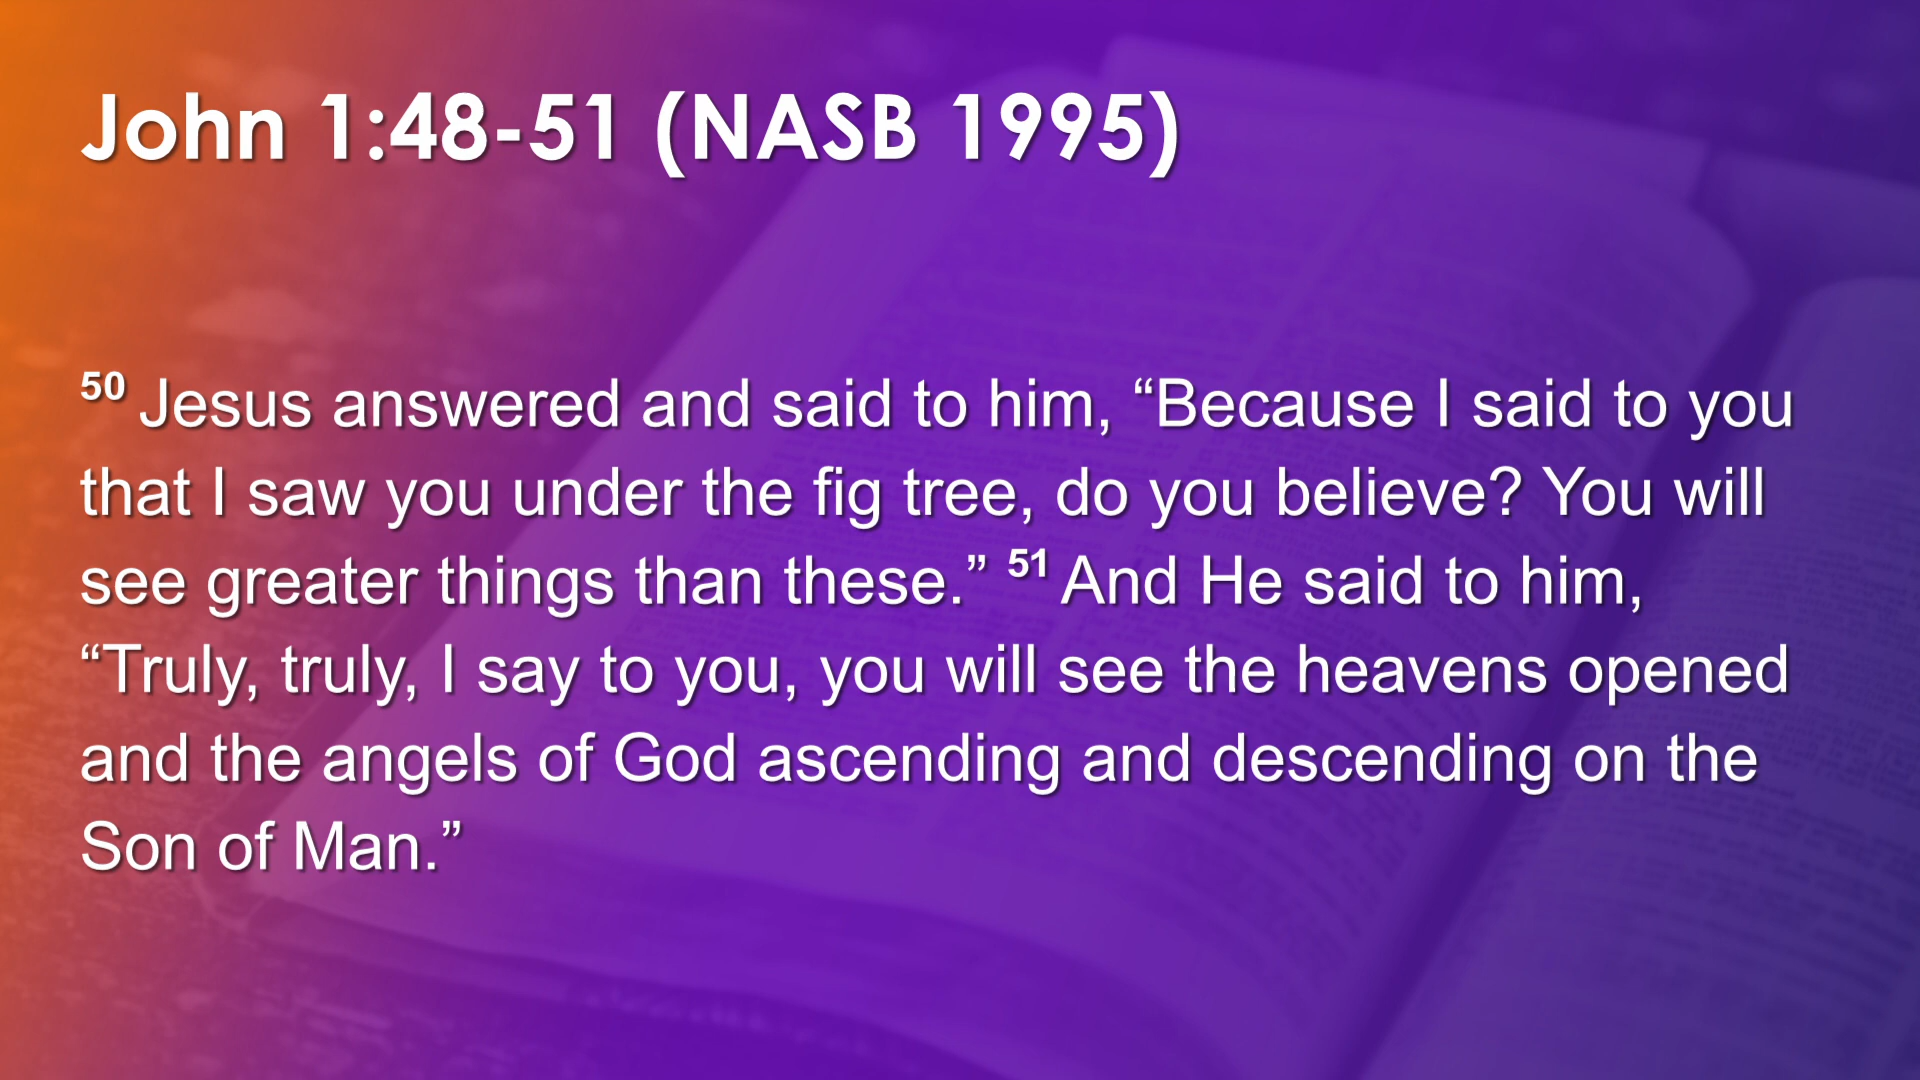 John 1:48-51 (NASB 1995)
50 Jesus answered and said to him, “Because I said to you
that I saw you under the fig tree, do you believe? You will
see greater things than these.” 51 And He said to him,
“Truly, truly, I say to you, you will see the heavens opened
and the angels of God ascending and descending on the
Son of Man.”